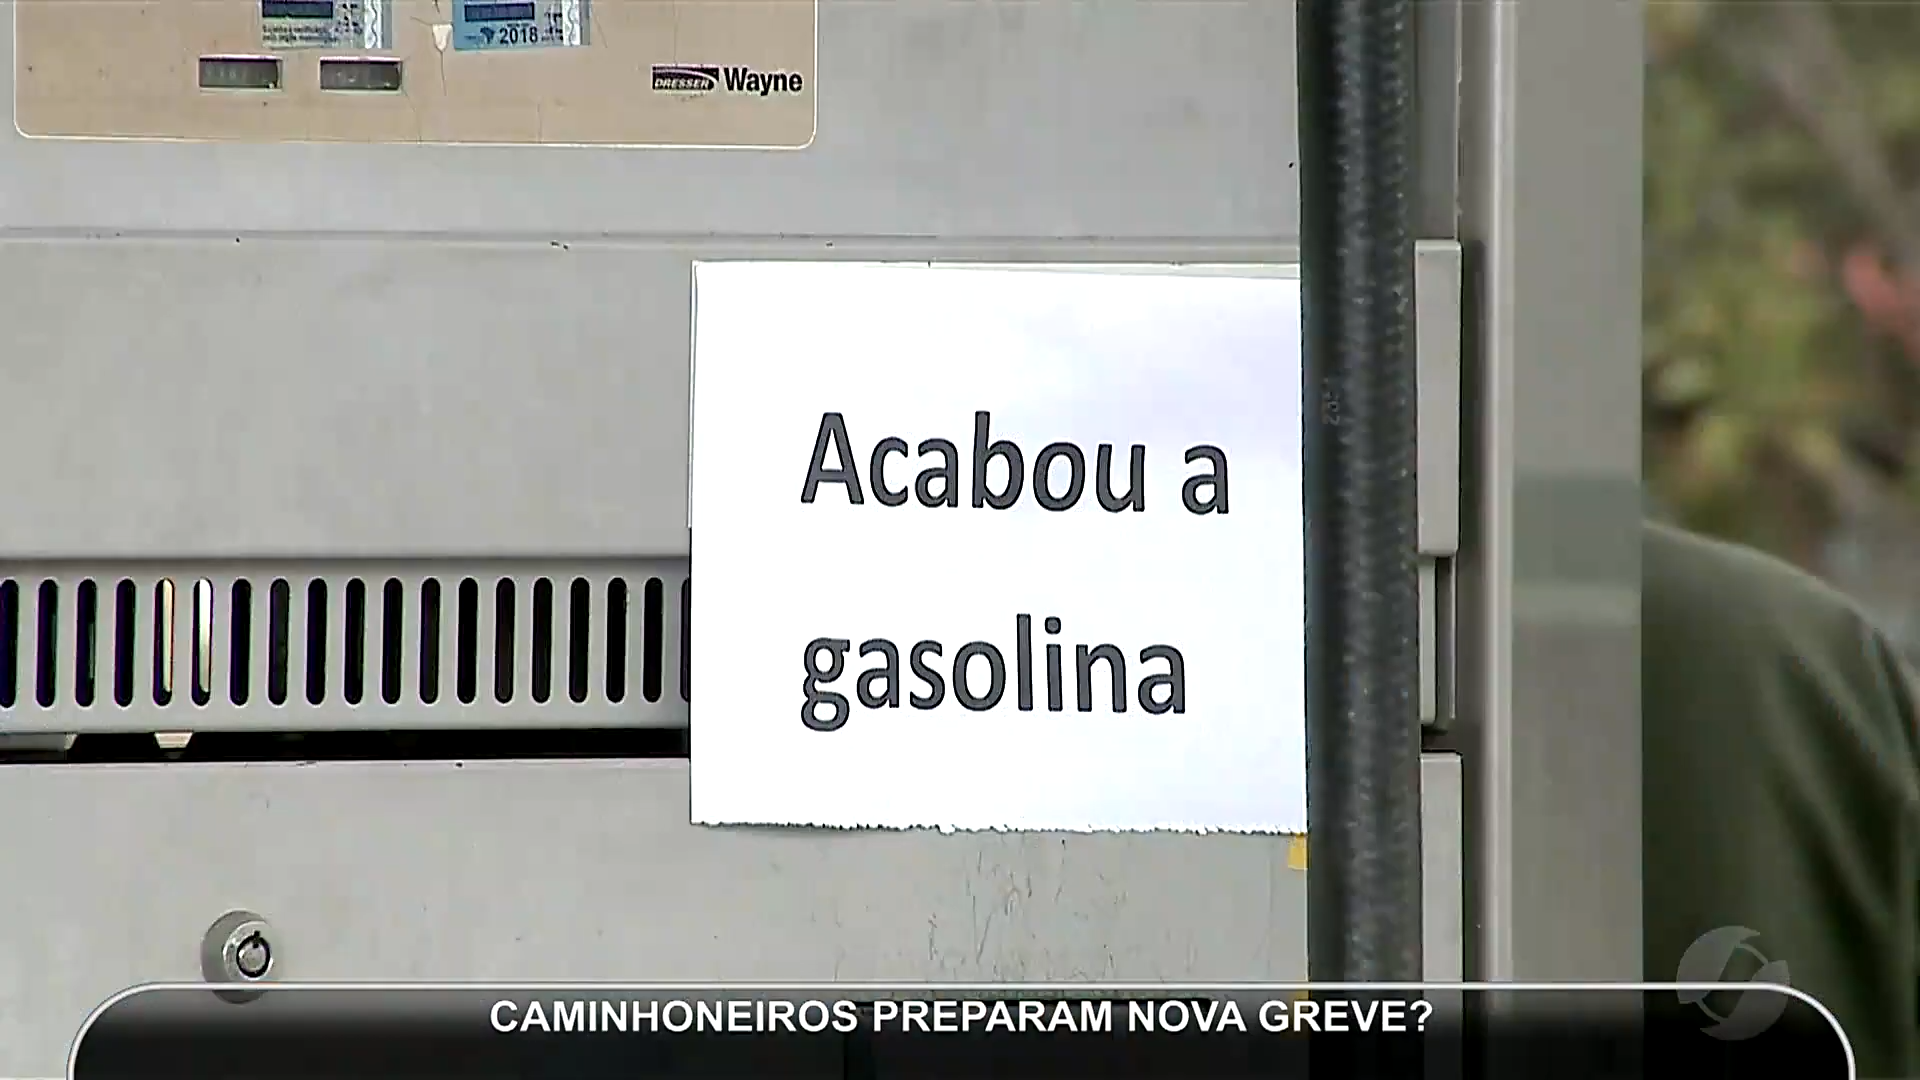 2018
DRESSER Wayne
Acabou a
gasolina
CAMINHONEIROS PREPARAM NOVA GREVE?